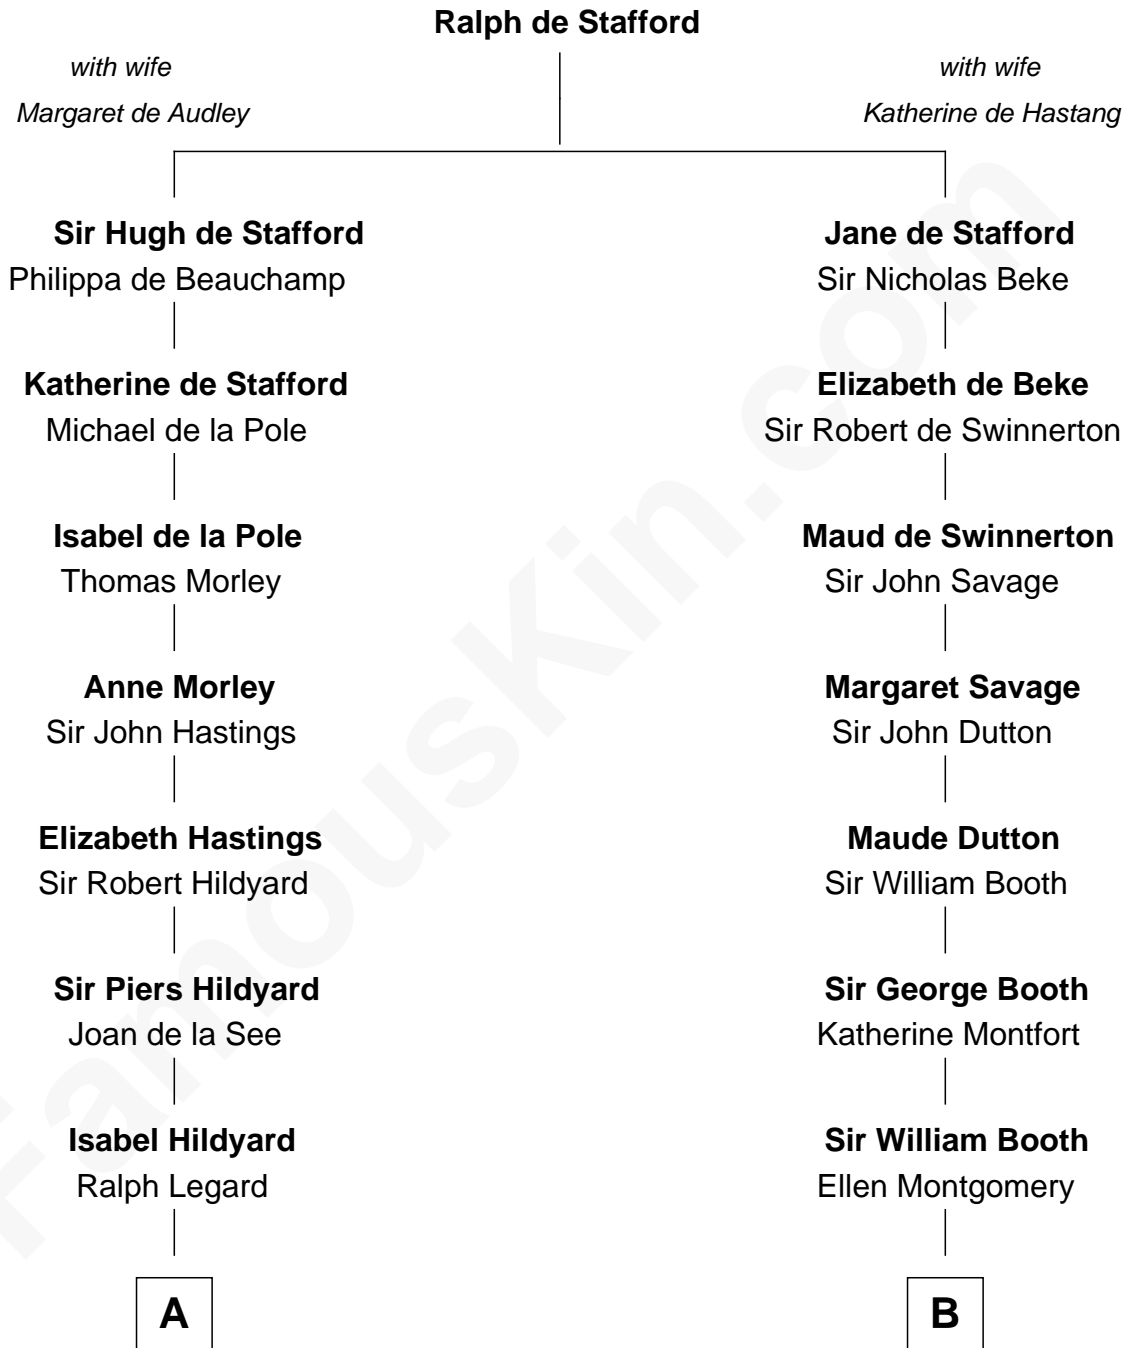 Ralph de Stafford
with wife
Margaret de Audley
with wife
Katherine de Hastang
Sir Hugh de Stafford
Philippa de Beauchamp
Jane de Stafford
Sir Nicholas Beke
Katherine de Stafford
Michael de la Pole
Elizabeth de Beke
Sir Robert de Swinnerton
Isabel de la Pole
Thomas Morley
Maud de Swinnerton
Sir John Savage
Anne Morley
Sir John Hastings
Margaret Savage
Sir John Dutton
Elizabeth Hastings
Sir Robert Hildyard
Maude Dutton
Sir William Booth
Sir Piers Hildyard
Joan de la See
Sir George Booth
Katherine Montfort
Isabel Hildyard
Ralph Legard
Sir William Booth
Ellen Montgomery
A
B
FamousKin.com